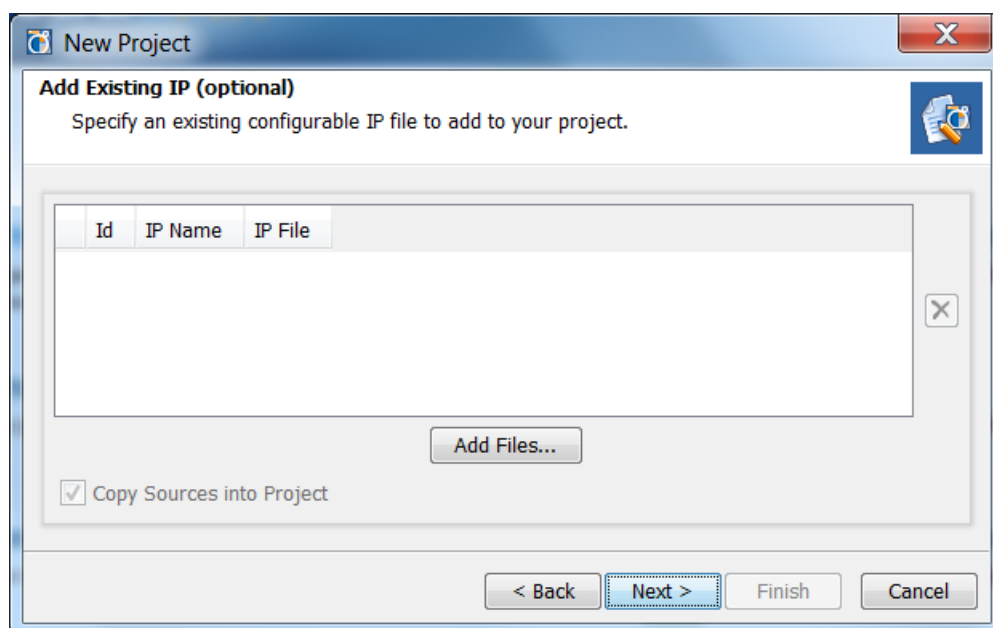 New Project
Add Existing IP (optional)
Specify an existing configurable IP file to add to your project.
Id IP Name IP File
Add Files...
Copy Sources into Project
< Back Next > Finish Cancel